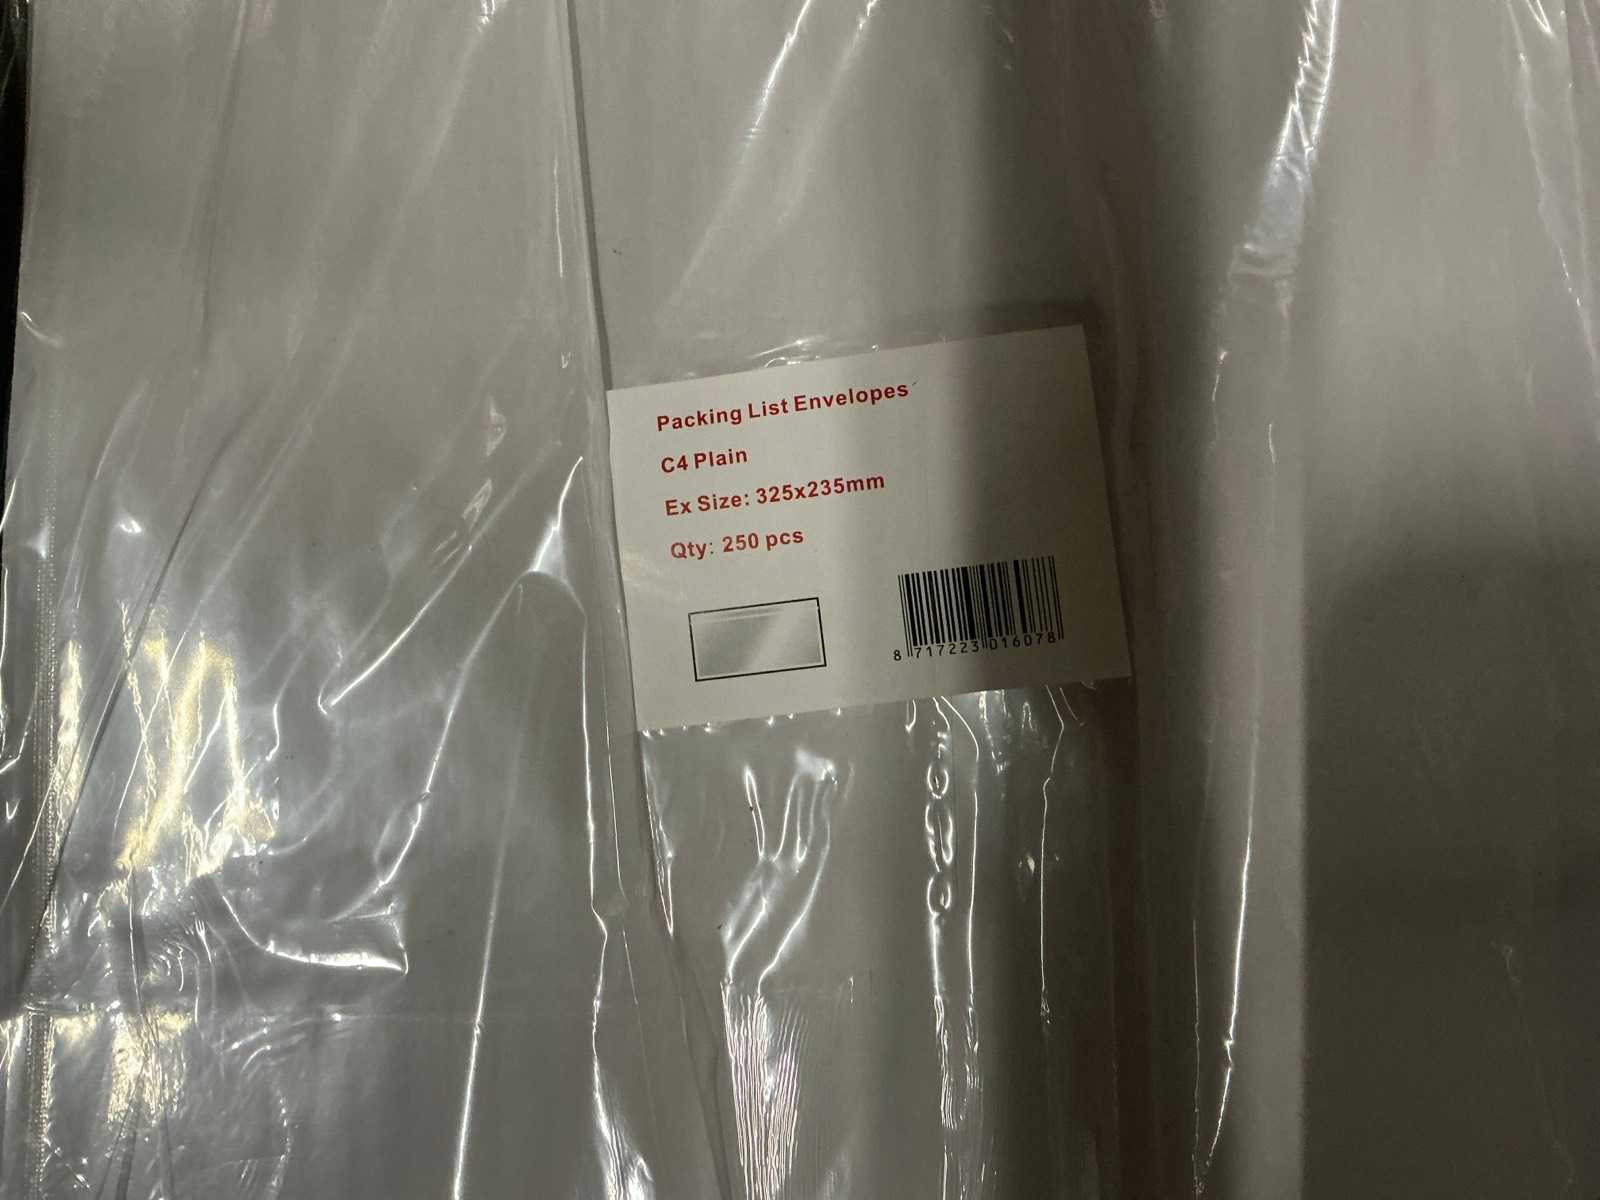 Packing List Envelopes
C4 Plain
Ex Size: 325x235mm
Qty: 250 pcs
8 717223 016078